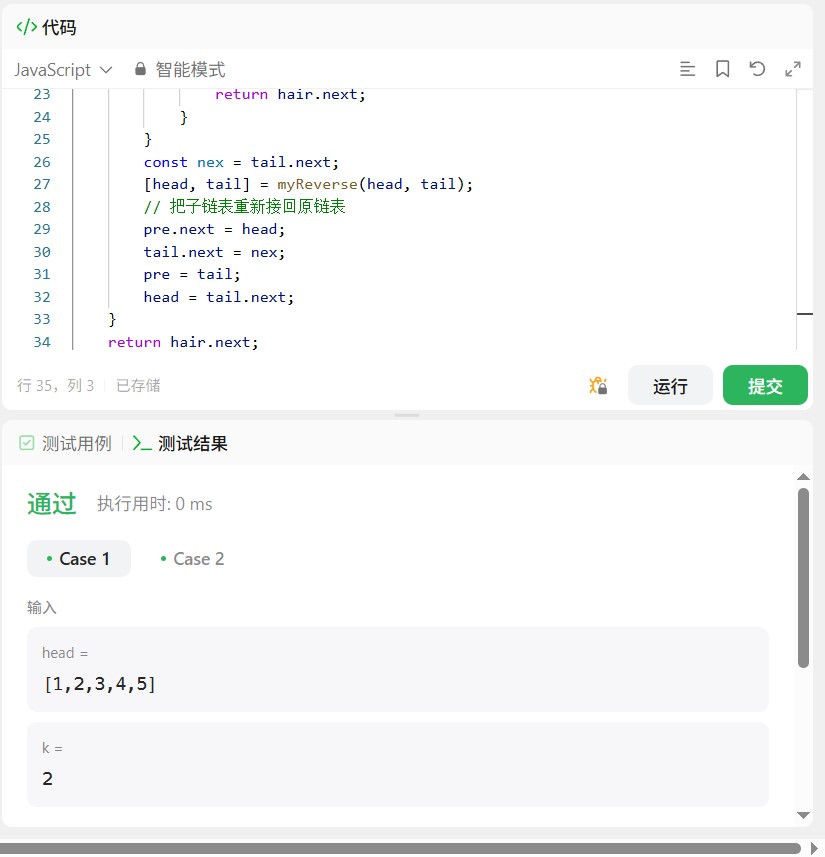 </> 代码
JavaScript 智能模式
23 return hair.next;
24 }
25 }
26 const nex = tail.next;
27 [head, tail] = myReverse(head, tail);
28 // 把子链表重新接回原链表
29 pre.next = head;
30 tail.next = nex;
31 pre = tail;
32 head = tail.next;
33 }
34 return hair.next;
行 35，列 3 已存储 运行 提交
测试用例 >_ 测试结果
通过 执行用时: 0 ms
• Case 1 • Case 2
输入
head =
[1,2,3,4,5]
k =
2